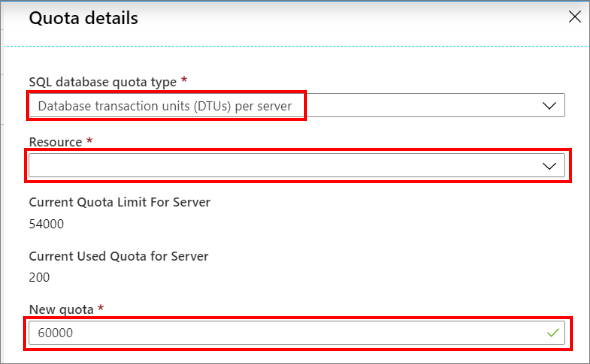 Quota details
SQL database quota type *
Database transaction units (DTUs) per server
Resource *
Current Quota Limit For Server
54000
Current Used Quota for Server
200
New quota *
60000